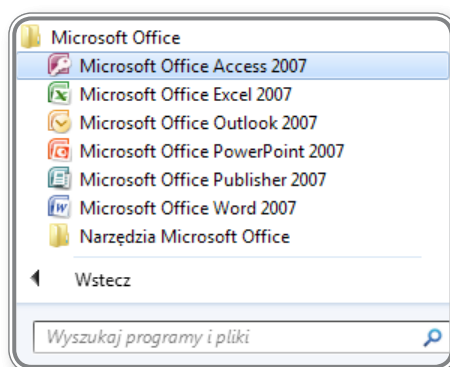 Microsoft Office
Microsoft Office Access 2007
Microsoft Office Excel 2007
Microsoft Office Outlook 2007
Microsoft Office PowerPoint 2007
Microsoft Office Publisher 2007
Microsoft Office Word 2007
Narzędzia Microsoft Office
Wstecz
Wyszukaj programy i pliki